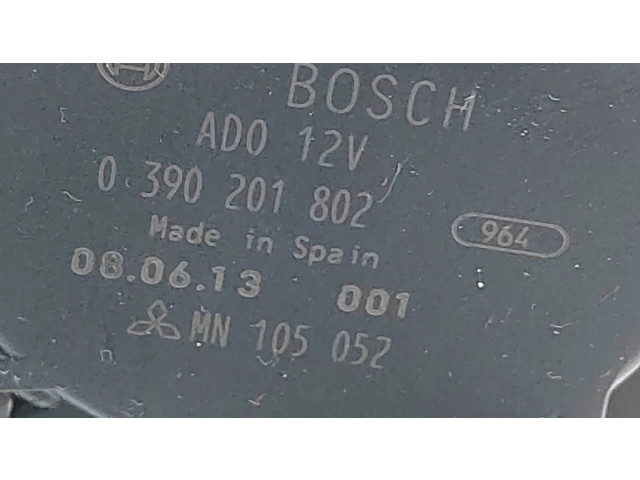 BOSCH
ADO 12V
0 390 201 802
Made in Spain
964
08.06.13 001
MN 105 052